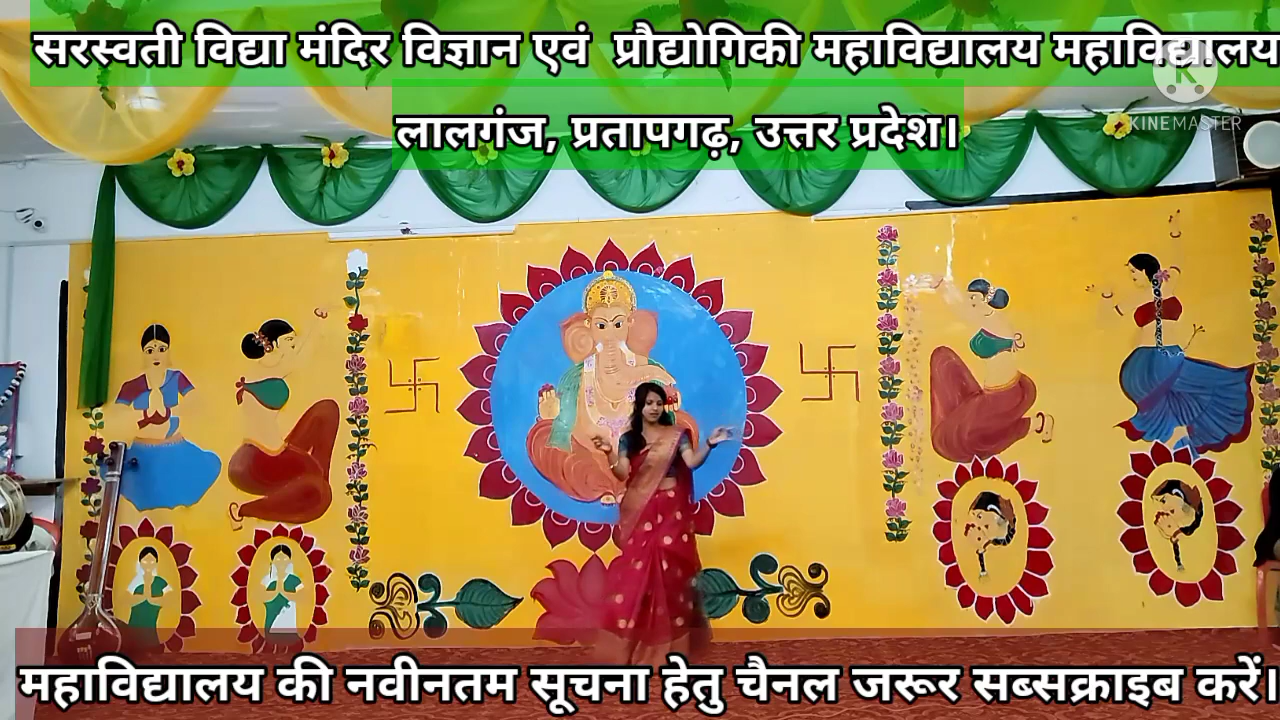 सरस्वती विद्या मंदिर विज्ञान एवं प्रौद्योगिकी महाविद्यालय महाविद्यालय
लालगंज, प्रतापगढ़, उत्तर प्रदेश।
KINEMASTER
महाविद्यालय की नवीनतम सूचना हेतु चैनल जरूर सब्सक्राइब करें।